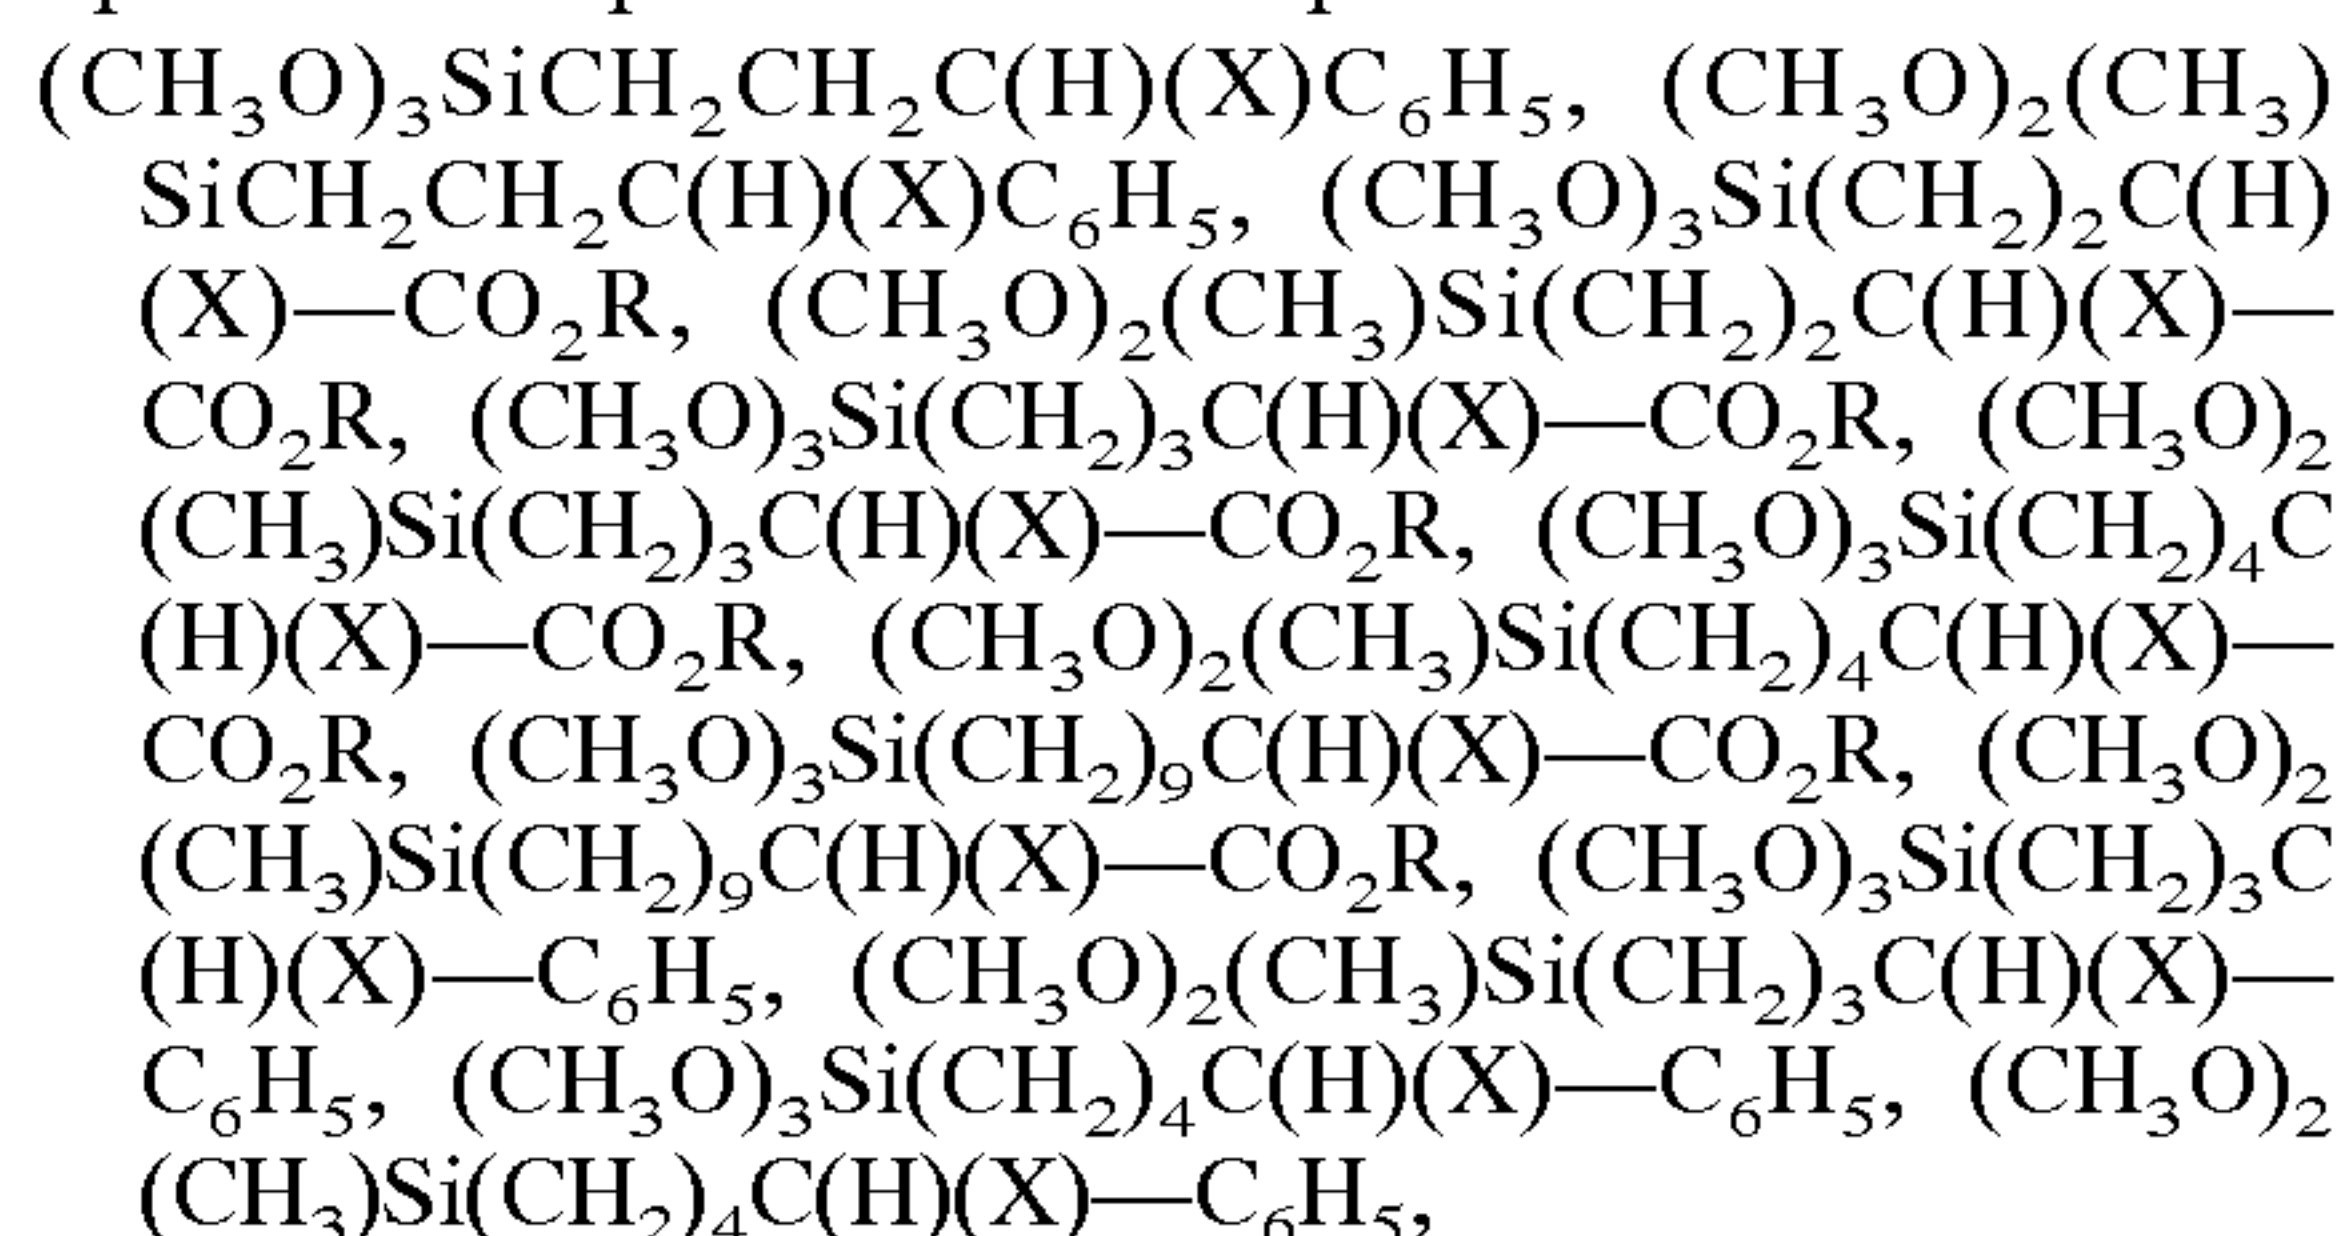 (CH₃O)₃SiCH₂CH₂C(H)(X)C₆H₅, (CH₃O)₂(CH₃)
SiCH₂CH₂C(H)(X)C₆H₅, (CH₃O)₃Si(CH₂)₂C(H)
(X)—CO₂R, (CH₃O)₂(CH₃)Si(CH₂)₂C(H)(X)—
CO₂R, (CH₃O)₃Si(CH₂)₃C(H)(X)—CO₂R, (CH₃O)₂
(CH₃)Si(CH₂)₃C(H)(X)—CO₂R, (CH₃O)₃Si(CH₂)₄C
(H)(X)—CO₂R, (CH₃O)₂(CH₃)Si(CH₂)₄C(H)(X)—
CO₂R, (CH₃O)₃Si(CH₂)₉C(H)(X)—CO₂R, (CH₃O)₂
(CH₃)Si(CH₂)₉C(H)(X)—CO₂R, (CH₃O)₃Si(CH₂)₃C
(H)(X)—C₆H₅, (CH₃O)₂(CH₃)Si(CH₂)₃C(H)(X)—
C₆H₅, (CH₃O)₃Si(CH₂)₄C(H)(X)—C₆H₅, (CH₃O)₂
(CH₃)Si(CH₂)₄C(H)(X)—C₆H₅,